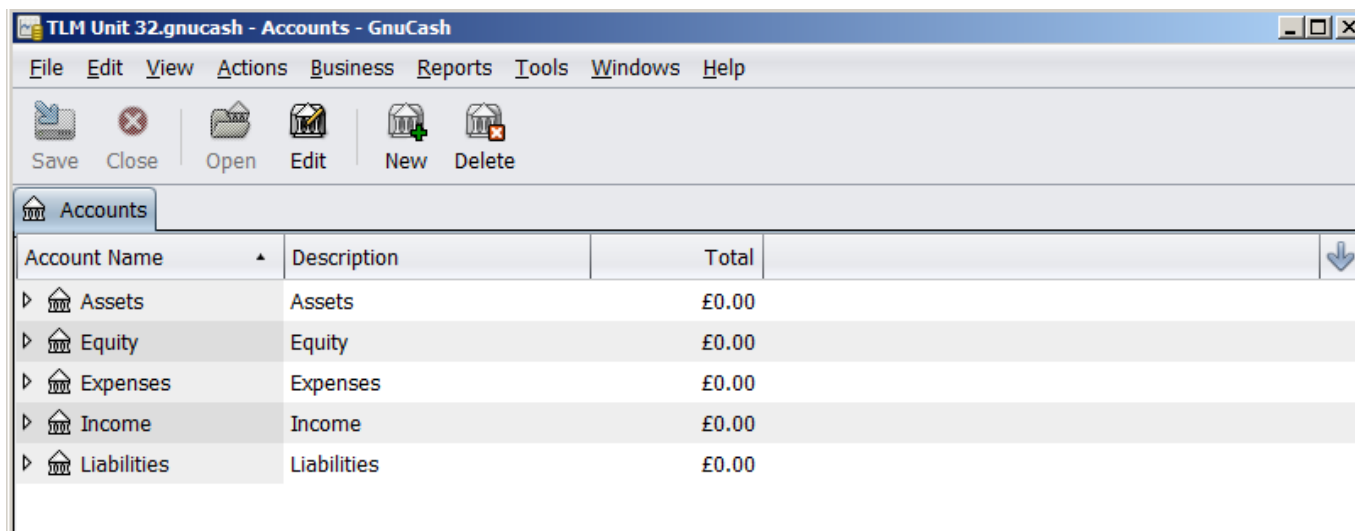 TLM Unit 32.gnucash - Accounts - GnuCash
File Edit View Actions Business Reports Tools Windows Help
Save Close Open Edit New Delete
Accounts
Account Name Description Total
Assets Assets £0.00
Equity Equity £0.00
Expenses Expenses £0.00
Income Income £0.00
Liabilities Liabilities £0.00